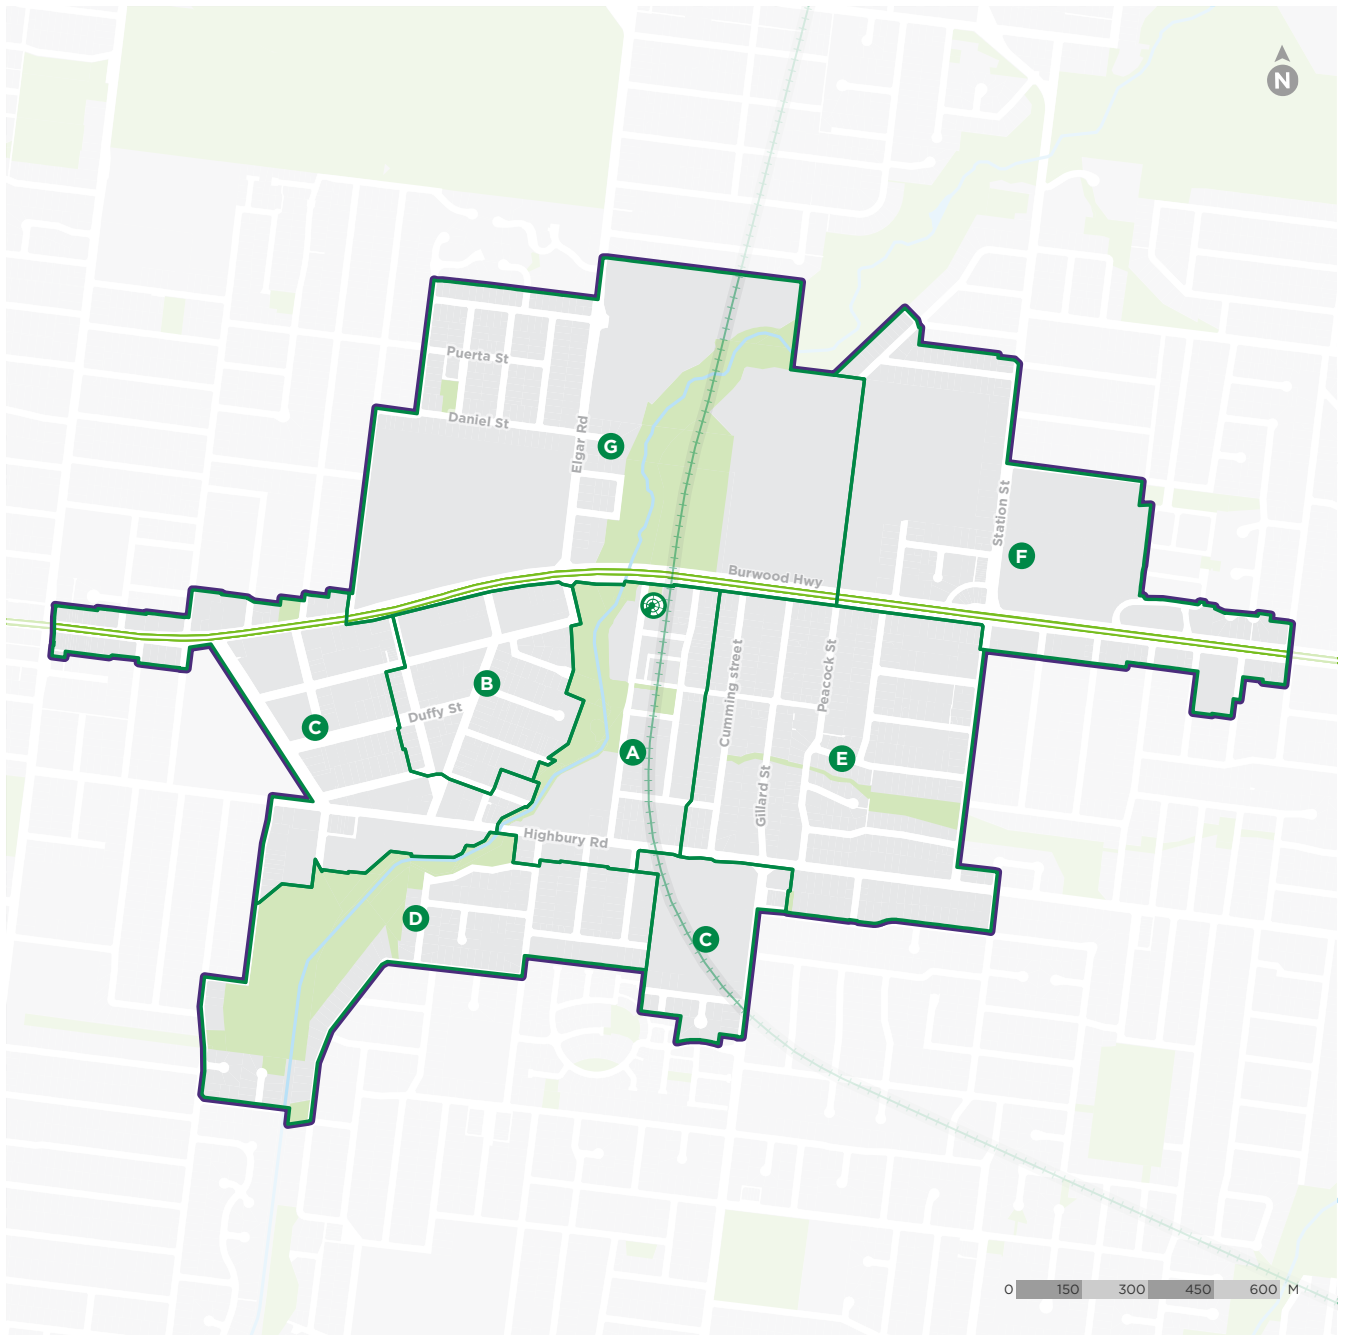 N
Puerta St
Daniel St
Elgar Rd
G
Station St
F
Burwood Hwy
B
Duffy St
C
Cumming street
Peacock St
A
E
Gillard St
Highbury Rd
D
C
0 150 300 450 600 M